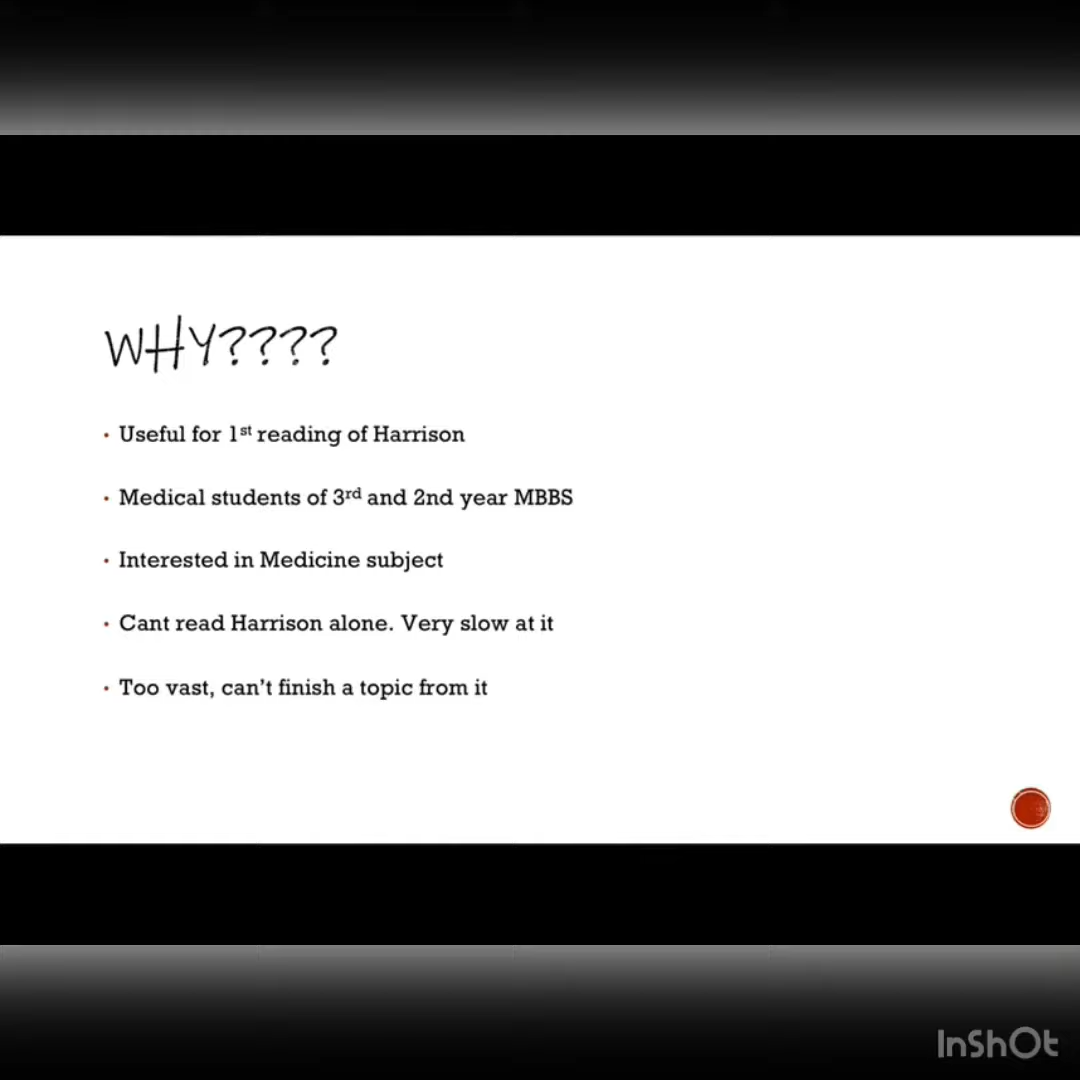 WHY????
• Useful for 1st reading of Harrison
• Medical students of 3rd and 2nd year MBBS
• Interested in Medicine subject
• Cant read Harrison alone. Very slow at it
• Too vast, can't finish a topic from it
InShOt